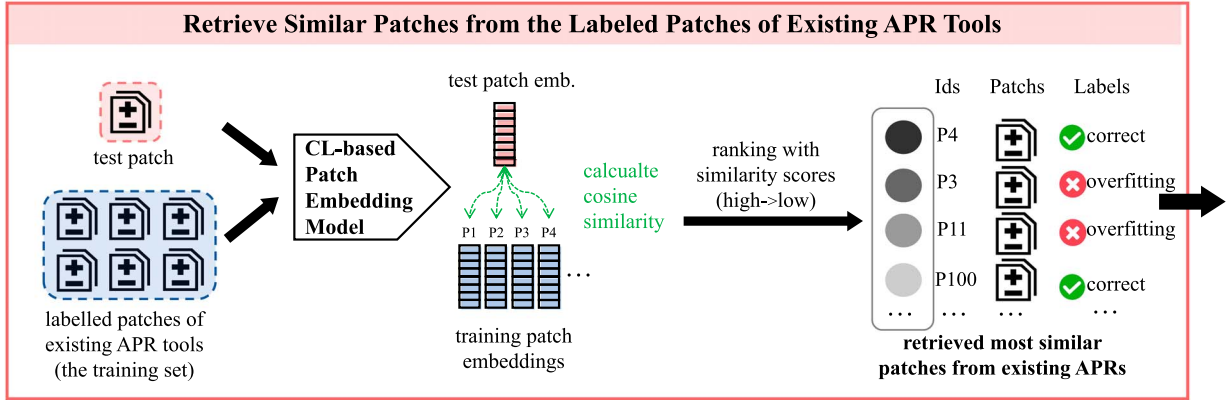 Retrieve Similar Patches from the Labeled Patches of Existing APR Tools
test patch
labelled patches of
existing APR tools
(the training set)
CL-based
Patch
Embedding
Model
test patch emb.
calcualte
cosine
similarity
P1 P2 P3 P4
...
training patch
embeddings
ranking with
similarity scores
(high->low)
Ids Patchs Labels
P4 correct
P3 overfitting
P11 overfitting
P100 correct
... ... ...
retrieved most similar
patches from existing APRs